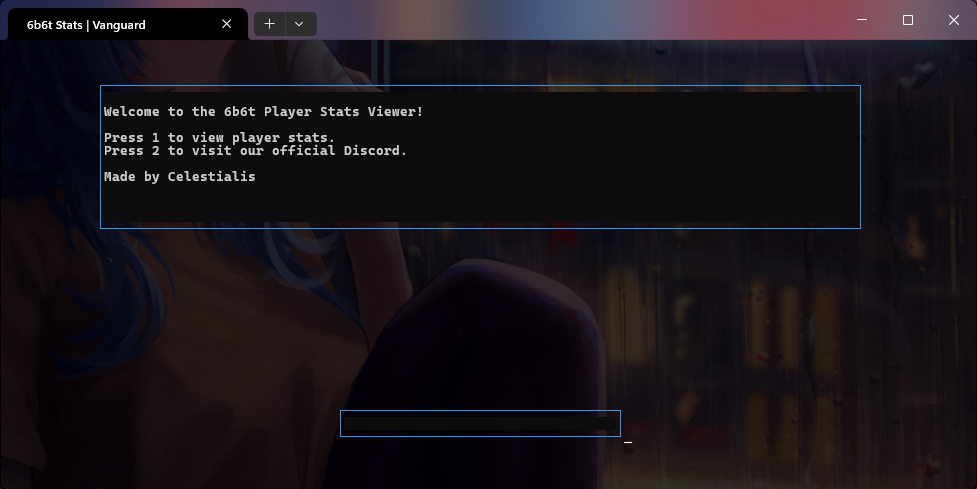 6b6t Stats | Vanguard
Welcome to the 6b6t Player Stats Viewer!
Press 1 to view player stats.
Press 2 to visit our official Discord.
Made by Celestialis